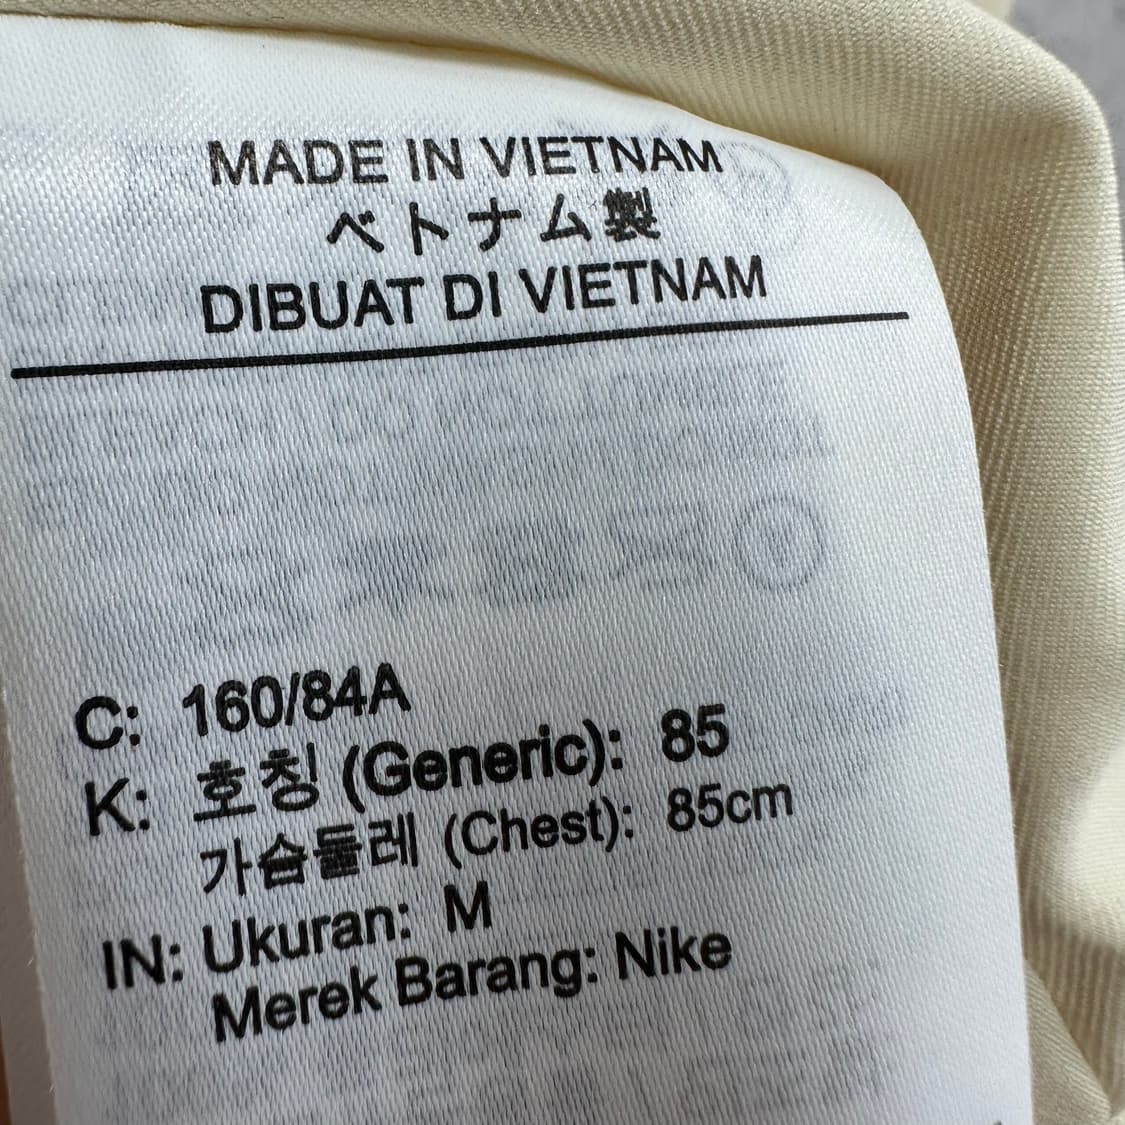 MADE IN VIETNAM
ベトナム製
DIBUAT DI VIETNAM
C: 160/84A
K: 호칭 (Generic): 85
가슴둘레 (Chest): 85cm
IN: Ukuran: M
Merek Barang: Nike